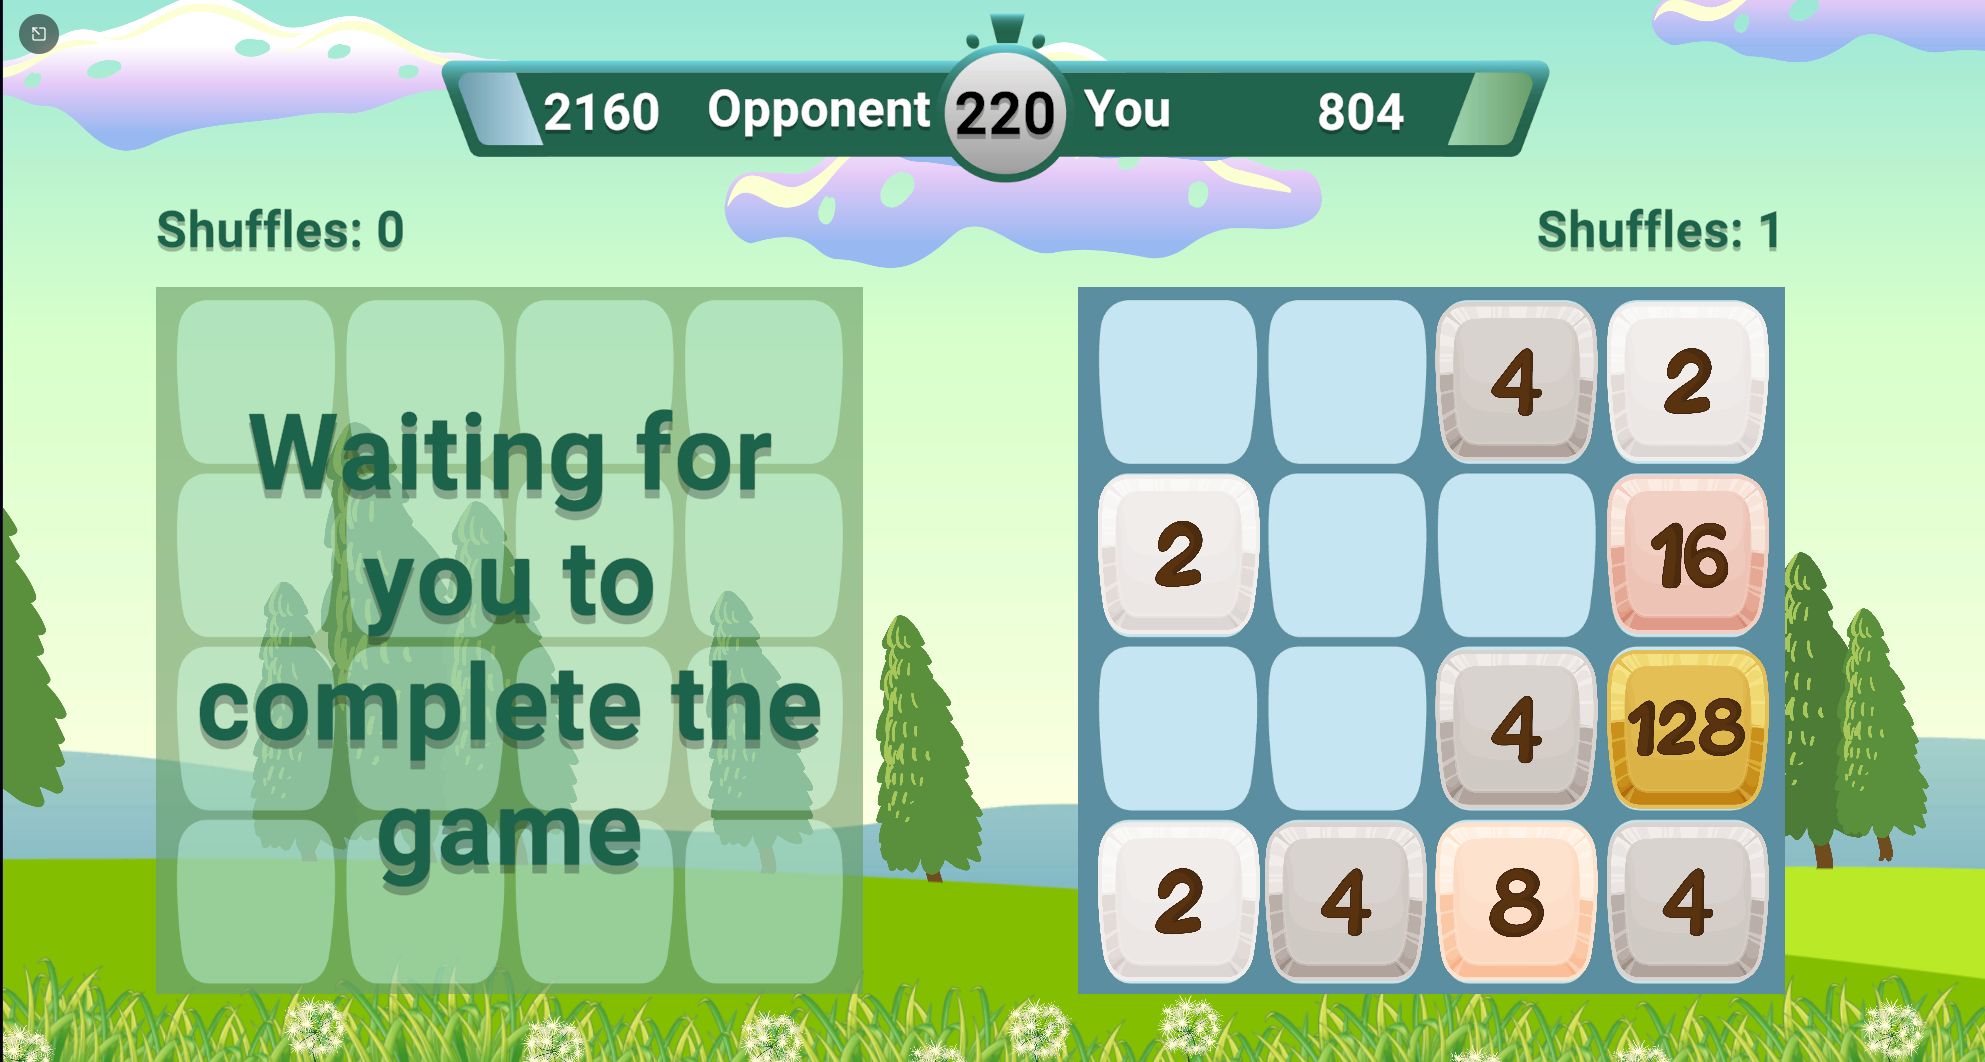 2160 Opponent 220 You 804
Shuffles: 0
Shuffles: 1
Waiting for
you to
complete the
game
4 2
2 16
4 128
2 4 8 4